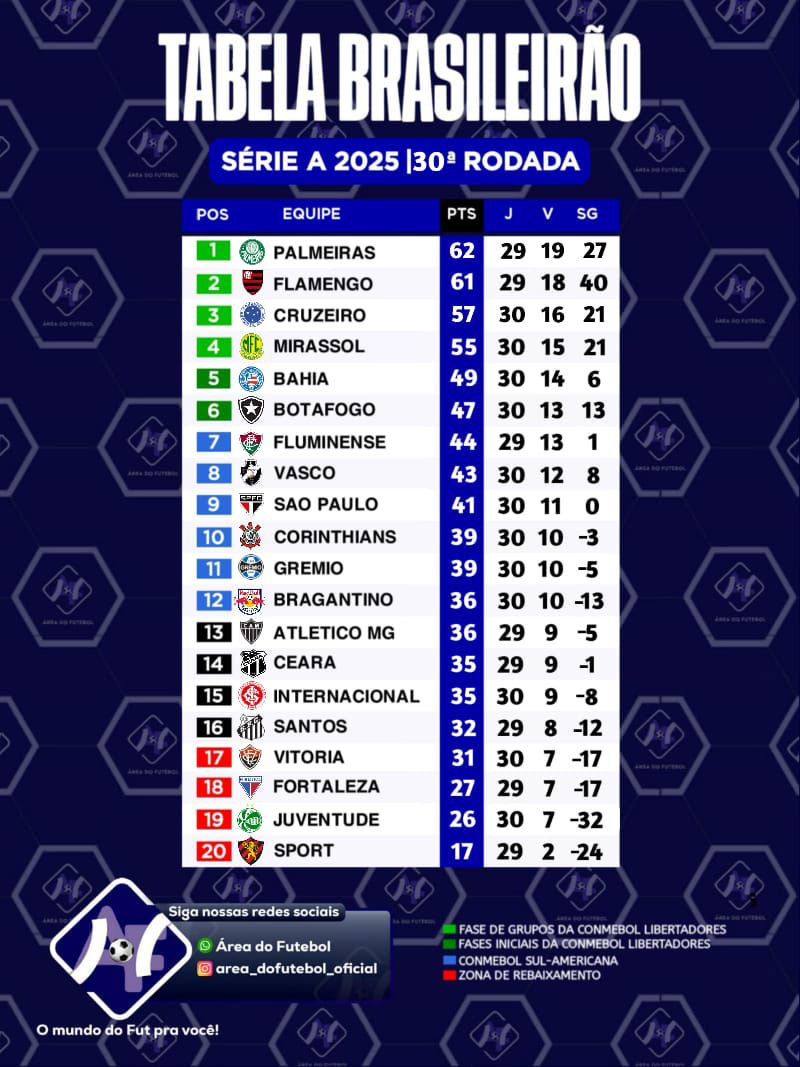 TABELA BRASILEIRÃO
SÉRIE A 2025 |30ª RODADA
POS EQUIPE PTS J V SG
1 PALMEIRAS 62 29 19 27
2 FLAMENGO 61 29 18 40
3 CRUZEIRO 57 30 16 21
4 MIRASSOL 55 30 15 21
5 BAHIA 49 30 14 6
6 BOTAFOGO 47 30 13 13
7 FLUMINENSE 44 29 13 1
8 VASCO 43 30 12 8
9 SAO PAULO 41 30 11 0
10 CORINTHIANS 39 30 10 -3
11 GREMIO 39 30 10 -5
12 BRAGANTINO 36 30 10 -13
13 ATLETICO MG 36 29 9 -5
14 CEARA 35 29 9 -1
15 INTERNACIONAL 35 30 9 -8
16 SANTOS 32 29 8 -12
17 VITORIA 31 30 7 -17
18 FORTALEZA 27 29 7 -17
19 JUVENTUDE 26 30 7 -32
20 SPORT 17 29 2 -24
Siga nossas redes sociais
Área do Futebol
area_dofutebol_oficial
O mundo do Fut pra você!
FASE DE GRUPOS DA CONMEBOL LIBERTADORES
FASES INICIAIS DA CONMEBOL LIBERTADORES
CONMEBOL SUL-AMERICANA
ZONA DE REBAIXAMENTO